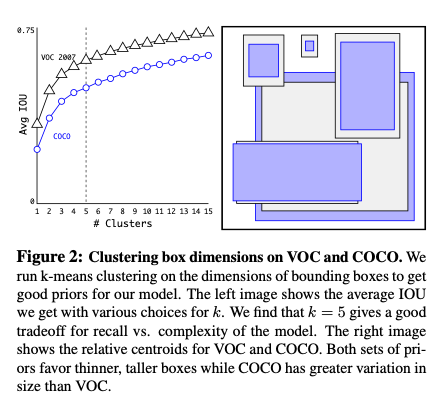 0.75
VOC 2007
Avg IOU
COCO
0
1 2 3 4 5 6 7 8 9 10 11 12 13 14 15
# Clusters
Figure 2: Clustering box dimensions on VOC and COCO. We
run k-means clustering on the dimensions of bounding boxes to get
good priors for our model. The left image shows the average IOU
we get with various choices for k. We find that k = 5 gives a good
tradeoff for recall vs. complexity of the model. The right image
shows the relative centroids for VOC and COCO. Both sets of pri-
ors favor thinner, taller boxes while COCO has greater variation in
size than VOC.